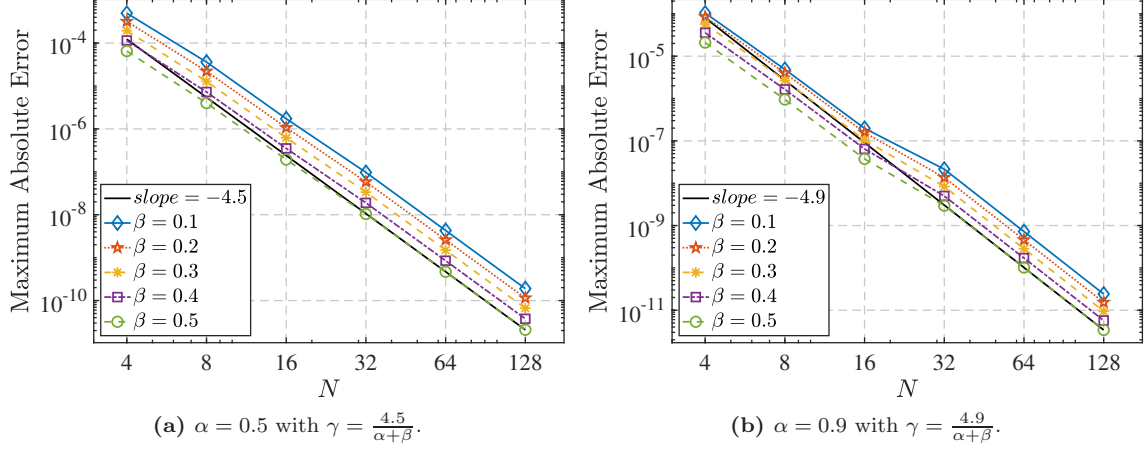 Maximum Absolute Error
10^{-4}
10^{-6}
10^{-8}
10^{-10}
slope = −4.5
β = 0.1
β = 0.2
β = 0.3
β = 0.4
β = 0.5
4 8 16 32 64 128
N
(a) α = 0.5 with γ = \frac{4.5}{α+β}.
Maximum Absolute Error
10^{-5}
10^{-7}
10^{-9}
10^{-11}
slope = −4.9
β = 0.1
β = 0.2
β = 0.3
β = 0.4
β = 0.5
4 8 16 32 64 128
N
(b) α = 0.9 with γ = \frac{4.9}{α+β}.